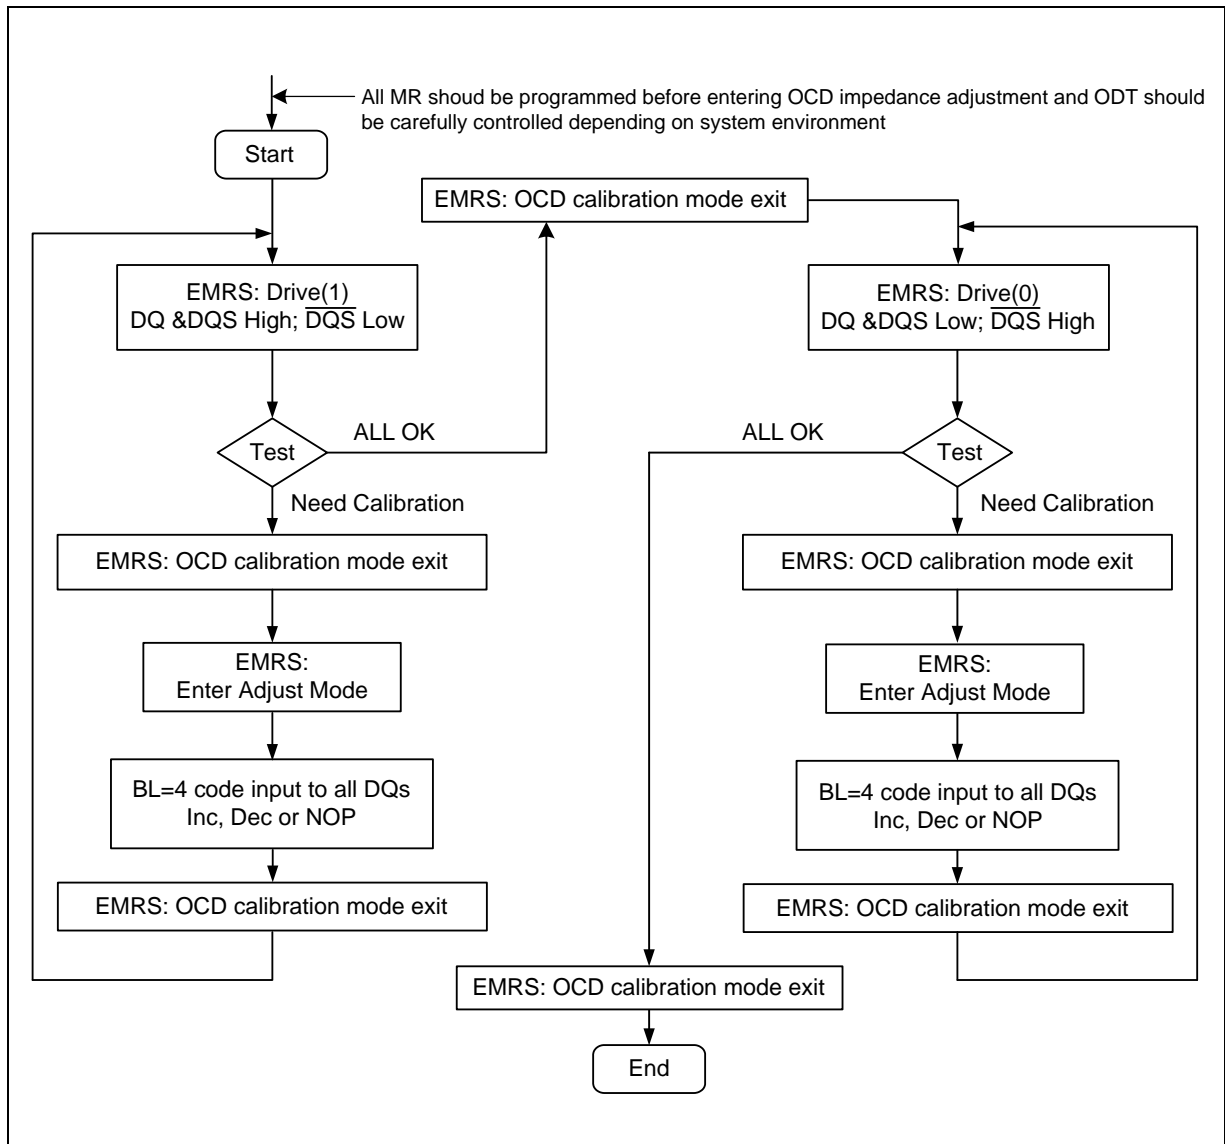 All MR shoud be programmed before entering OCD impedance adjustment and ODT should
be carefully controlled depending on system environment
Start
EMRS: OCD calibration mode exit
EMRS: Drive(1)
DQ &DQS High; D̅Q̅S̅ Low
Test
ALL OK
Need Calibration
EMRS: OCD calibration mode exit
EMRS:
Enter Adjust Mode
BL=4 code input to all DQs
Inc, Dec or NOP
EMRS: OCD calibration mode exit
EMRS: Drive(0)
DQ &DQS Low; D̅Q̅S̅ High
ALL OK
Test
Need Calibration
EMRS: OCD calibration mode exit
EMRS:
Enter Adjust Mode
BL=4 code input to all DQs
Inc, Dec or NOP
EMRS: OCD calibration mode exit
EMRS: OCD calibration mode exit
End